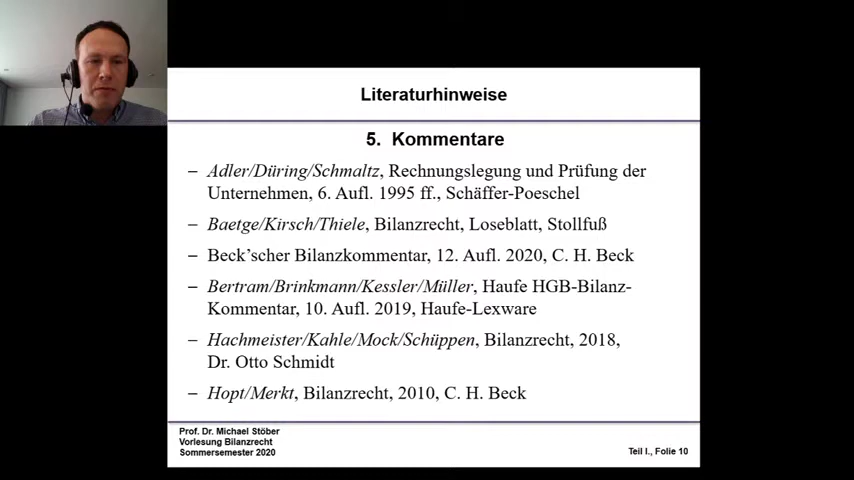 Literaturhinweise
5. Kommentare
– Adler/Düring/Schmaltz, Rechnungslegung und Prüfung der
Unternehmen, 6. Aufl. 1995 ff., Schäffer-Poeschel
– Baetge/Kirsch/Thiele, Bilanzrecht, Loseblatt, Stollfuß
– Beck’scher Bilanzkommentar, 12. Aufl. 2020, C. H. Beck
– Bertram/Brinkmann/Kessler/Müller, Haufe HGB-Bilanz-
Kommentar, 10. Aufl. 2019, Haufe-Lexware
– Hachmeister/Kahle/Mock/Schüppen, Bilanzrecht, 2018,
Dr. Otto Schmidt
– Hopt/Merkt, Bilanzrecht, 2010, C. H. Beck
Prof. Dr. Michael Stöber
Vorlesung Bilanzrecht
Sommersemester 2020
Teil I., Folie 10